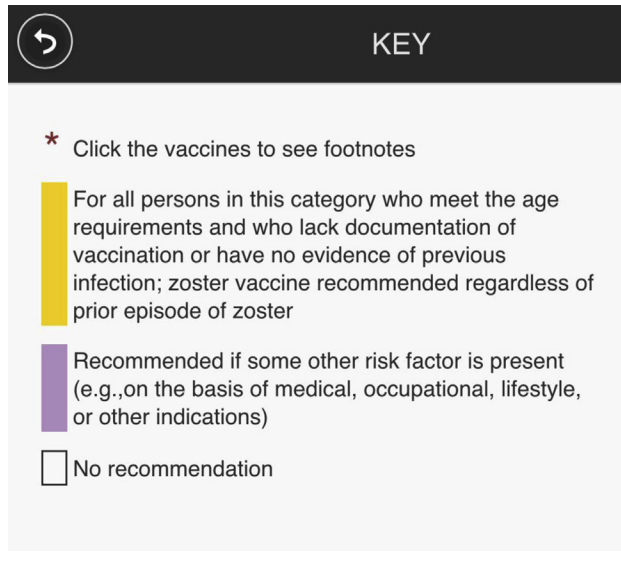 KEY
* Click the vaccines to see footnotes
For all persons in this category who meet the age
requirements and who lack documentation of
vaccination or have no evidence of previous
infection; zoster vaccine recommended regardless of
prior episode of zoster
Recommended if some other risk factor is present
(e.g.,on the basis of medical, occupational, lifestyle,
or other indications)
No recommendation